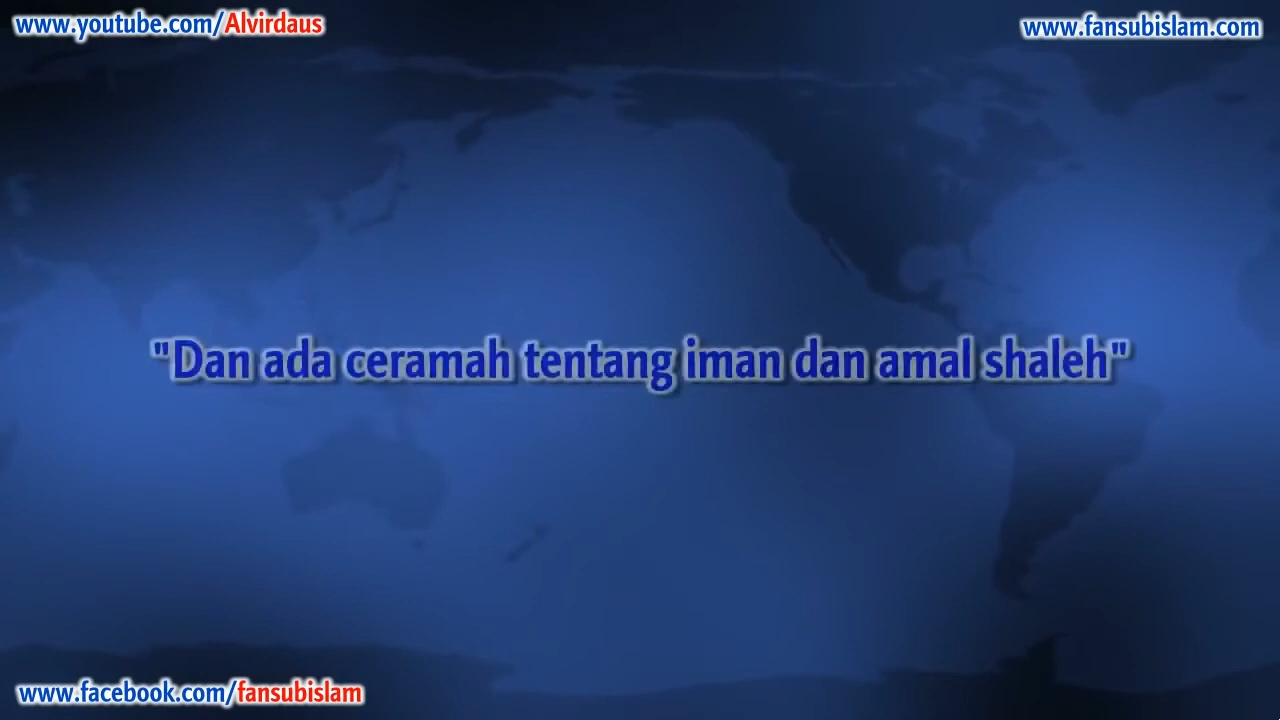 www.youtube.com/Alvirdaus
www.fansubislam.com
"Dan ada ceramah tentang iman dan amal shaleh"
www.facebook.com/fansubislam